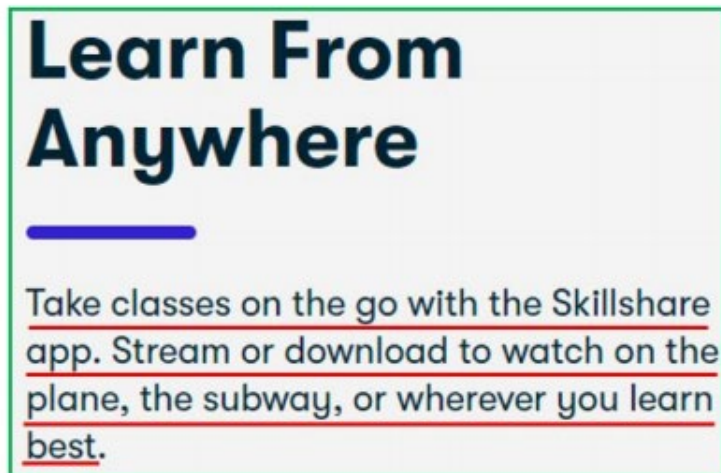 Learn From
Anywhere
Take classes on the go with the Skillshare
app. Stream or download to watch on the
plane, the subway, or wherever you learn
best.